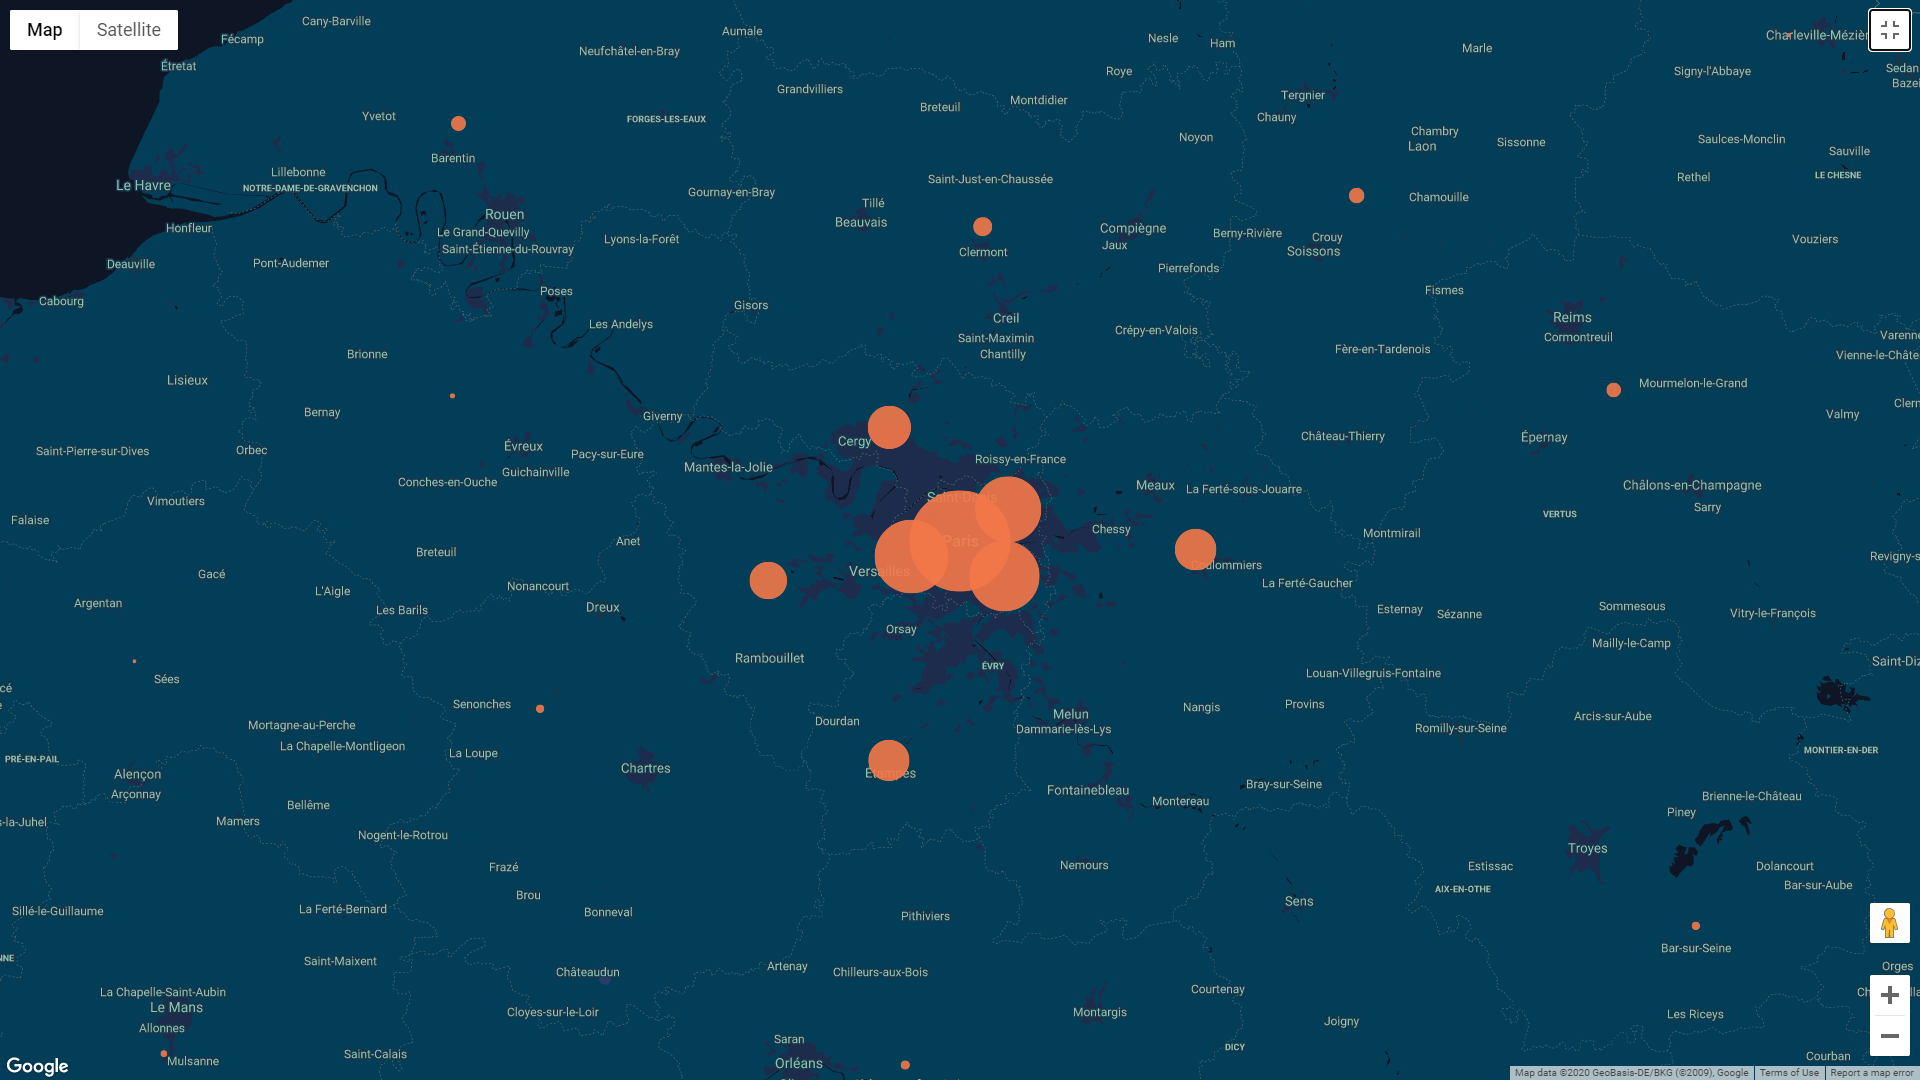 Map
Satellite
Cany-Barville
Fécamp
Étretat
Neufchâtel-en-Bray
Aumale
Nesle
Ham
Marle
Charleville-Mézièr
Roye
Signy-l'Abbaye
Sedan
Bazei
Grandvilliers
Montdidier
Breteuil
Tergnier
Chauny
Yvetot
FORGES-LES-EAUX
Noyon
Chambry
Laon
Sissonne
Saulces-Monclin
Sauville
Barentin
Lillebonne
NOTRE-DAME-DE-GRAVENCHON
Le Havre
Gournay-en-Bray
Saint-Just-en-Chaussée
Rethel
LE CHESNE
Chamouille
Tillé
Beauvais
Rouen
Le Grand-Quevilly
Saint-Étienne-du-Rouvray
Honfleur
Lyons-la-Forêt
Compiègne
Jaux
Berny-Rivière
Crouy
Soissons
Vouziers
Clermont
Deauville
Pont-Audemer
Pierrefonds
Cabourg
Poses
Gisors
Fismes
Les Andelys
Creil
Saint-Maximin
Chantilly
Crépy-en-Valois
Reims
Cormontreuil
Varenne
Vienne-le-Châte
Brionne
Fère-en-Tardenois
Lisieux
Mourmelon-le-Grand
Clerm
Bernay
Giverny
Valmy
Cergy
Château-Thierry
Épernay
Saint-Pierre-sur-Dives
Orbec
Évreux
Pacy-sur-Eure
Guichainville
Mantes-la-Jolie
Roissy-en-France
Conches-en-Ouche
Meaux
La Ferté-sous-Jouarre
Châlons-en-Champagne
Sarry
Vimoutiers
Saint-Denis
VERTUS
Falaise
Chessy
Montmirail
Breteuil
Anet
Paris
Revigny-s
Versailles
Coulommiers
Gacé
L'Aigle
Nonancourt
La Ferté-Gaucher
Argentan
Les Barils
Dreux
Esternay
Sézanne
Sommesous
Vitry-le-François
Orsay
Mailly-le-Camp
Rambouillet
ÉVRY
Saint-Diz
Sées
Louan-Villegruis-Fontaine
cé
Senonches
Nangis
Provins
Dourdan
Melun
Dammarie-lès-Lys
Arcis-sur-Aube
Mortagne-au-Perche
La Chapelle-Montligeon
La Loupe
Romilly-sur-Seine
MONTIER-EN-DER
PRÉ-EN-PAIL
Alençon
Arçonnay
Chartres
Étampes
Fontainebleau
Bray-sur-Seine
Montereau
Brienne-le-Château
Bellême
s-la-Juhel
Mamers
Nogent-le-Rotrou
Piney
Troyes
Frazé
Nemours
Estissac
Dolancourt
Bar-sur-Aube
Brou
AIX-EN-OTHE
Sens
Sillé-le-Guillaume
La Ferté-Bernard
Bonneval
Pithiviers
Bar-sur-Seine
NNE
Saint-Maixent
Châteaudun
Artenay
Chilleurs-aux-Bois
Orges
La Chapelle-Saint-Aubin
Le Mans
Courtenay
Cloyes-sur-le-Loir
Montargis
Joigny
Les Riceys
Allonnes
Saran
DICY
Saint-Calais
Mulsanne
Orléans
Courban
Google
Map data ©2020 GeoBasis-DE/BKG (©2009), Google
Terms of Use
Report a map error